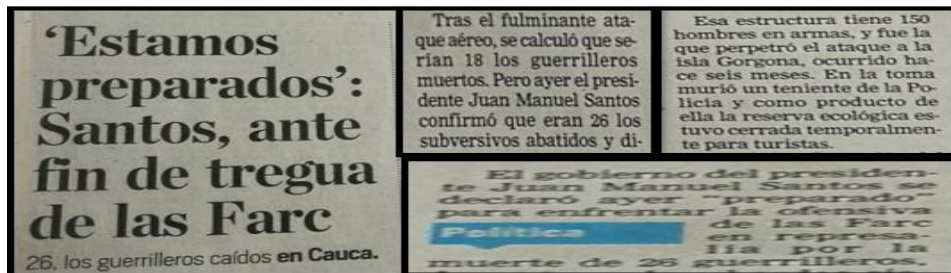 ‘Estamos
preparados’:
Santos, ante
fin de tregua
de las Farc
26, los guerrilleros caídos en Cauca.
Tras el fulminante ata-
que aéreo, se calculó que se-
rían 18 los guerrilleros
muertos. Pero ayer el presi-
dente Juan Manuel Santos
confirmó que eran 26 los
subversivos abatidos y di-
Esa estructura tiene 150
hombres en armas, y fue la
que perpetró el ataque a la
isla Gorgona, ocurrido ha-
ce seis meses. En la toma
murió un teniente de la Po-
licía y como producto de
ella la reserva ecológica es-
tuvo cerrada temporalmen-
te para turistas.
El gobierno del presiden-
te Juan Manuel Santos se
declaró ayer “preparado”
para enfrentar la ofensiva
Política
de las Farc
en represa-
lia por la
muerte de 26 guerrilleros,